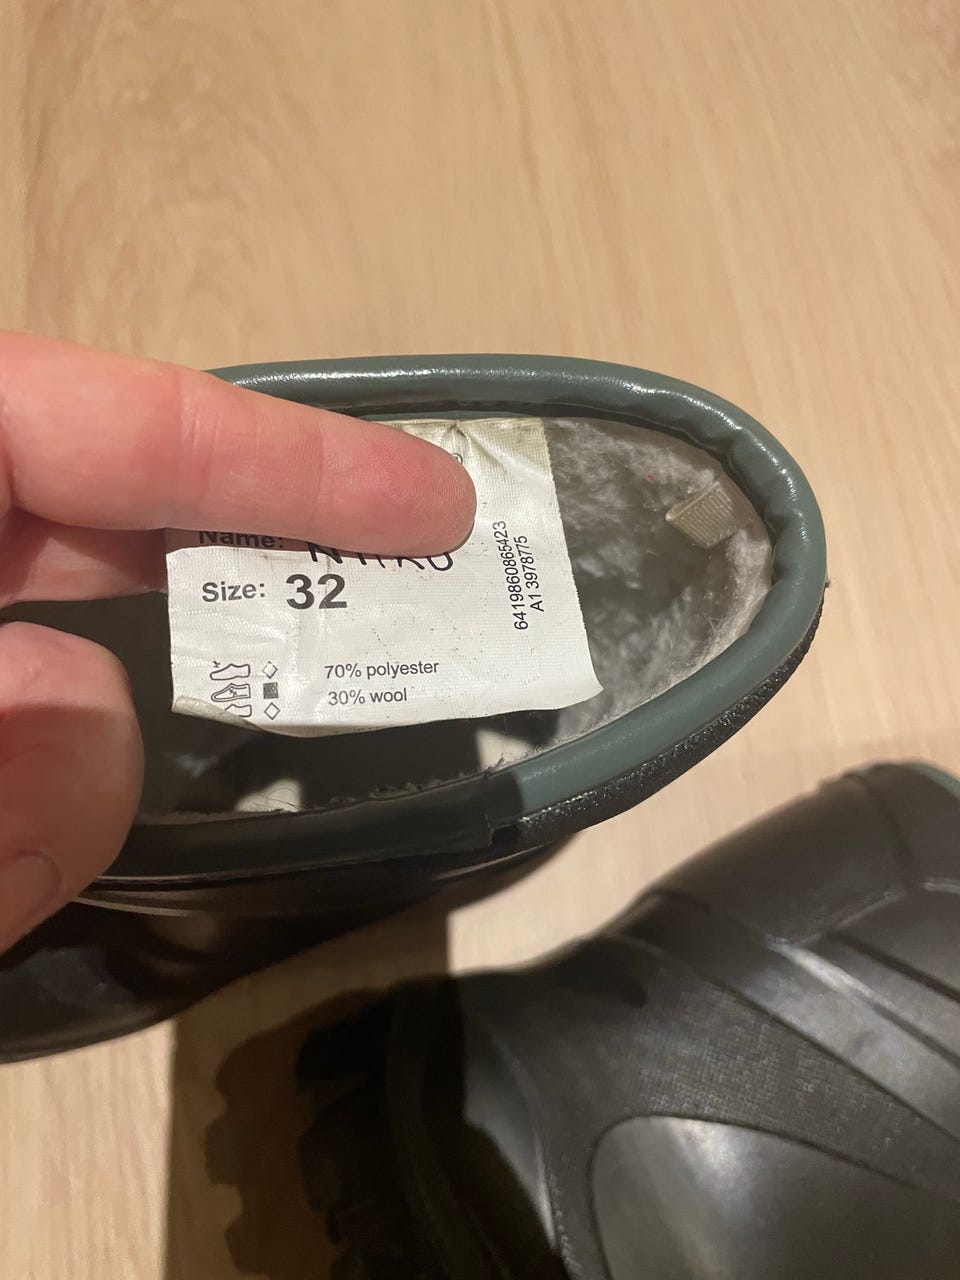 Name:
Size: 32
70% polyester
30% wool
6419860865423
A1 3978775